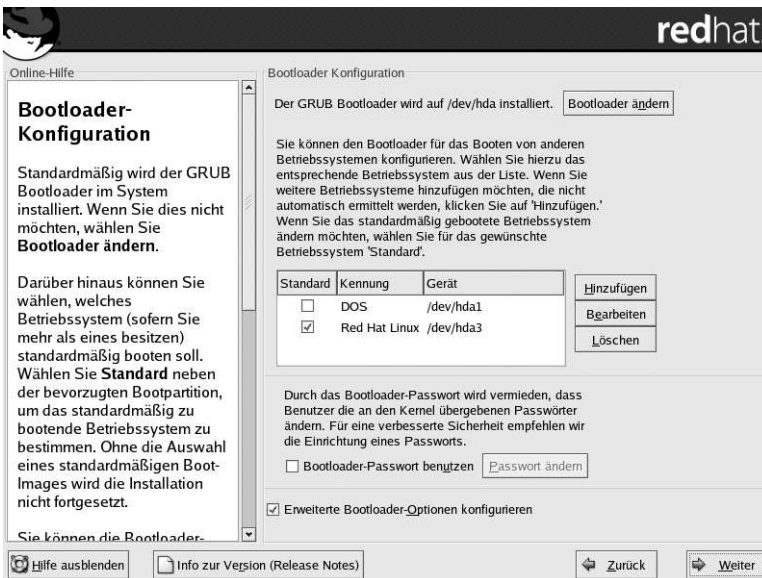 redhat
Online-Hilfe
Bootloader-
Konfiguration
Standardmäßig wird der GRUB
Bootloader im System
installiert. Wenn Sie dies nicht
möchten, wählen Sie
Bootloader ändern.
Darüber hinaus können Sie
wählen, welches
Betriebssystem (sofern Sie
mehr als eines besitzen)
standardmäßig booten soll.
Wählen Sie Standard neben
der bevorzugten Bootpartition,
um das standardmäßig zu
bootende Betriebssystem zu
bestimmen. Ohne die Auswahl
eines standardmäßigen Boot-
Images wird die Installation
nicht fortgesetzt.
Sie können die Bootloader-
Bootloader Konfiguration
Der GRUB Bootloader wird auf /dev/hda installiert. Bootloader ändern
Sie können den Bootloader für das Booten von anderen
Betriebssystemen konfigurieren. Wählen Sie hierzu das
entsprechende Betriebssystem aus der Liste. Wenn Sie
weitere Betriebssysteme hinzufügen möchten, die nicht
automatisch ermittelt werden, klicken Sie auf 'Hinzufügen.'
Wenn Sie das standardmäßig gebootete Betriebssystem
ändern möchten, wählen Sie für das gewünschte
Betriebssystem 'Standard'.
Standard Kennung Gerät
DOS /dev/hda1
Red Hat Linux /dev/hda3
Hinzufügen
Bearbeiten
Löschen
Durch das Bootloader-Passwort wird vermieden, dass
Benutzer die an den Kernel übergebenen Passwörter
ändern. Für eine verbesserte Sicherheit empfehlen wir
die Einrichtung eines Passworts.
Bootloader-Passwort benutzen Passwort ändern
Erweiterte Bootloader-Optionen konfigurieren
Hilfe ausblenden Info zur Version (Release Notes) Zurück Weiter